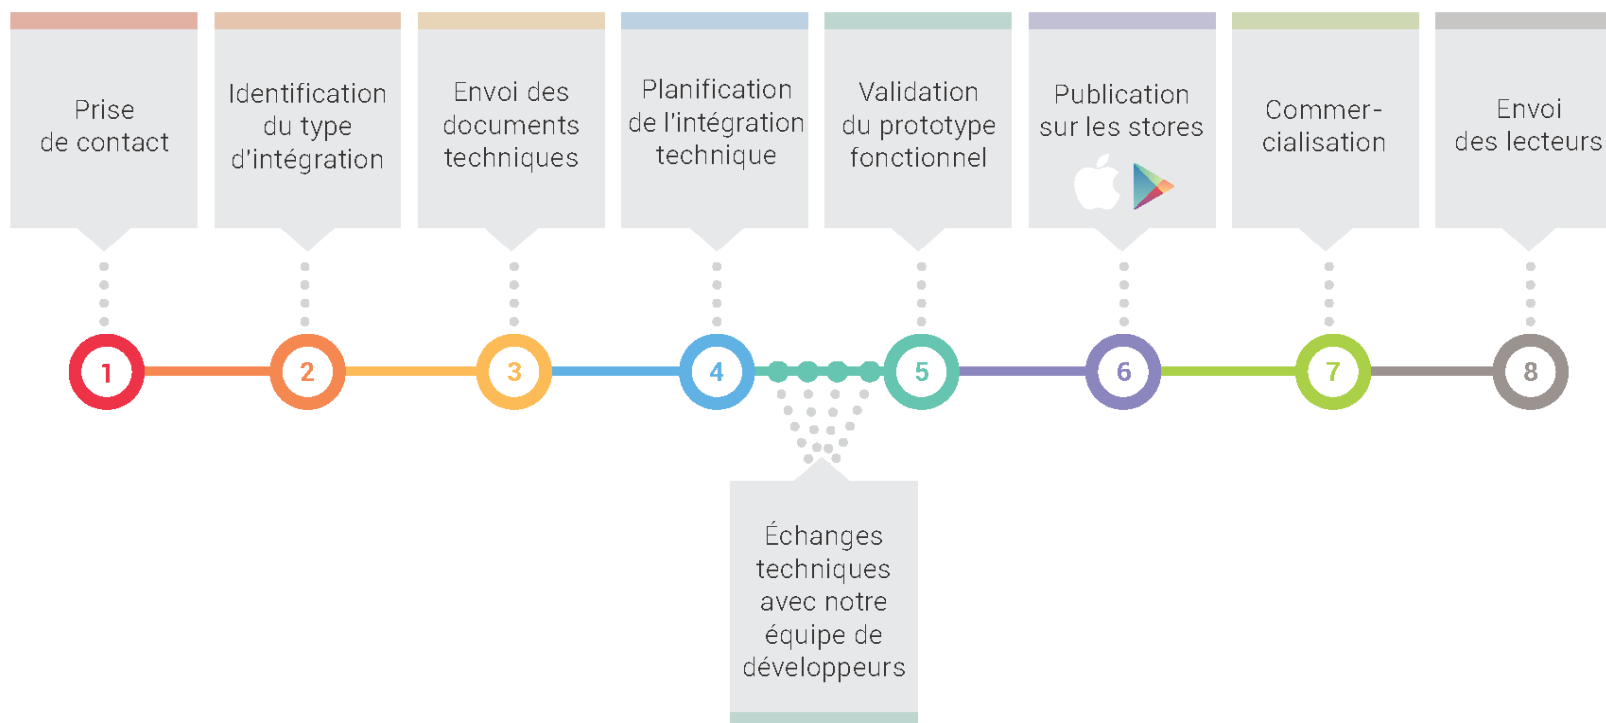 Prise
de contact
Identification
du type
d'intégration
Envoi des
documents
techniques
Planification
de l'intégration
technique
Validation
du prototype
fonctionnel
Publication
sur les stores
Commer-
cialisation
Envoi
des lecteurs
1
2
3
4
5
6
7
8
Échanges
techniques
avec notre
équipe de
développeurs